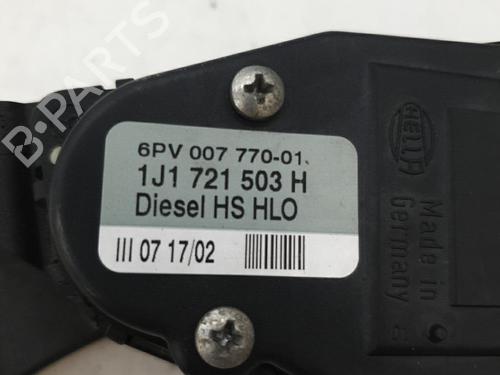 B-PARTS
6PV 007 770-01.
1J1 721 503 H
Diesel HS HLO
III 07 17/02
HELLA
Made in
Germany